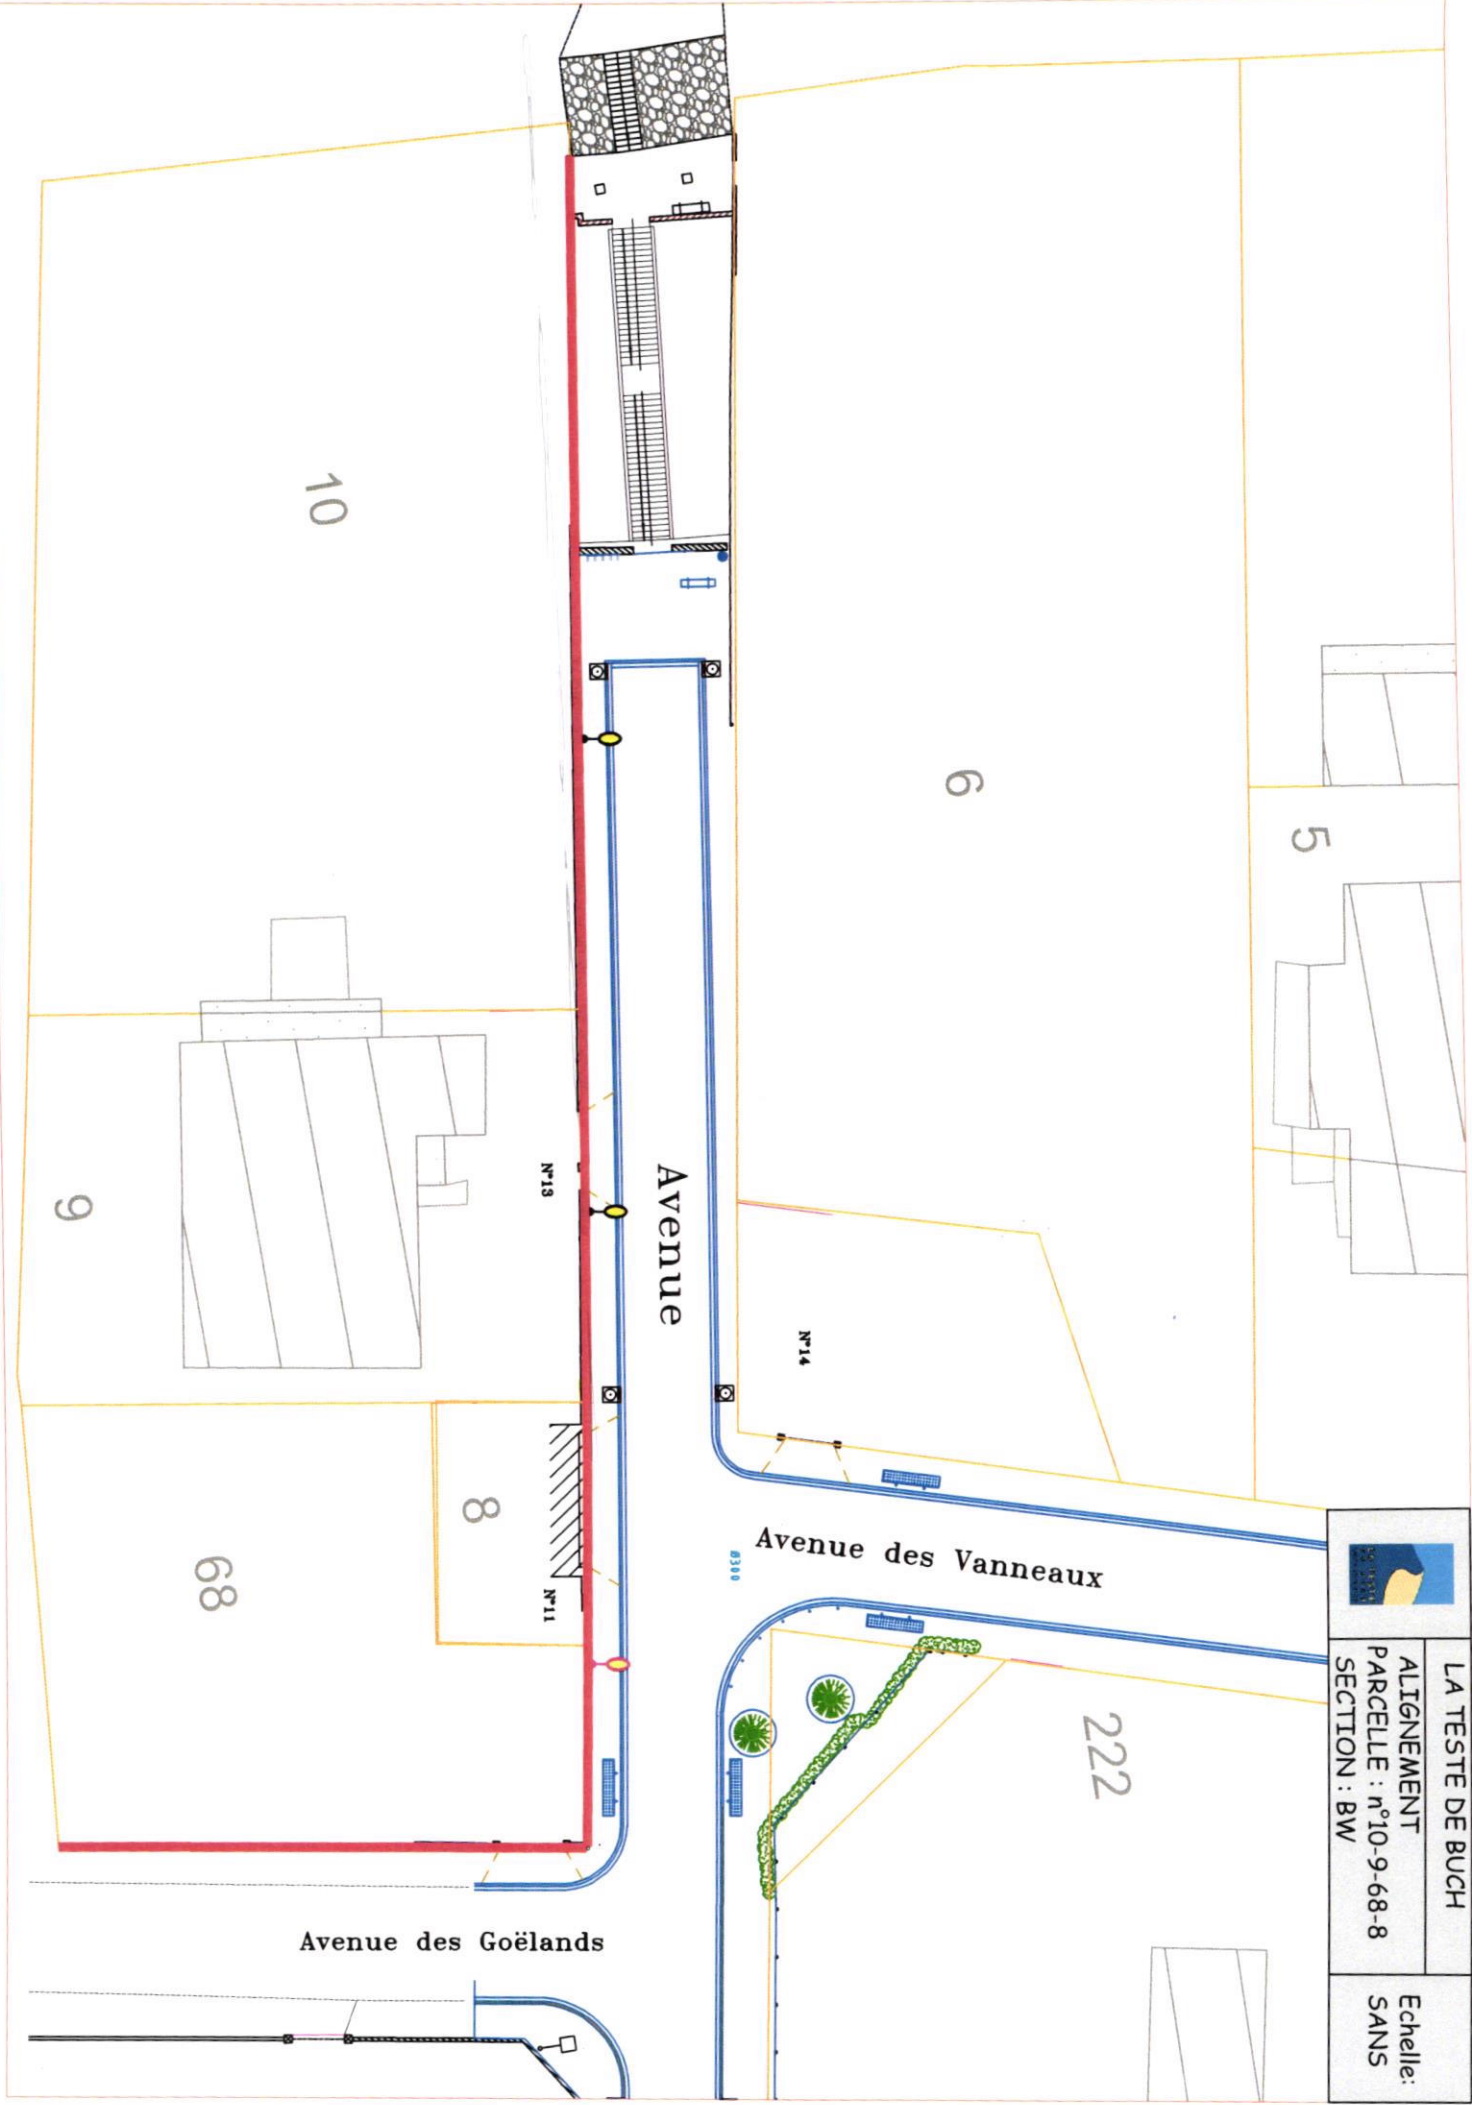 LA TESTE DE BUCH
ALIGNEMENT
PARCELLE : n°10-9-68-8
SECTION : BW
Echelle:
SANS
5
6
10
N°14
Avenue
N°13
9
Avenue des Vanneaux
ø300
8
N°11
68
222
Avenue des Goëlands